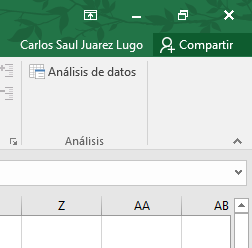 Carlos Saul Juarez Lugo Compartir
Análisis de datos
Análisis
Z AA AB